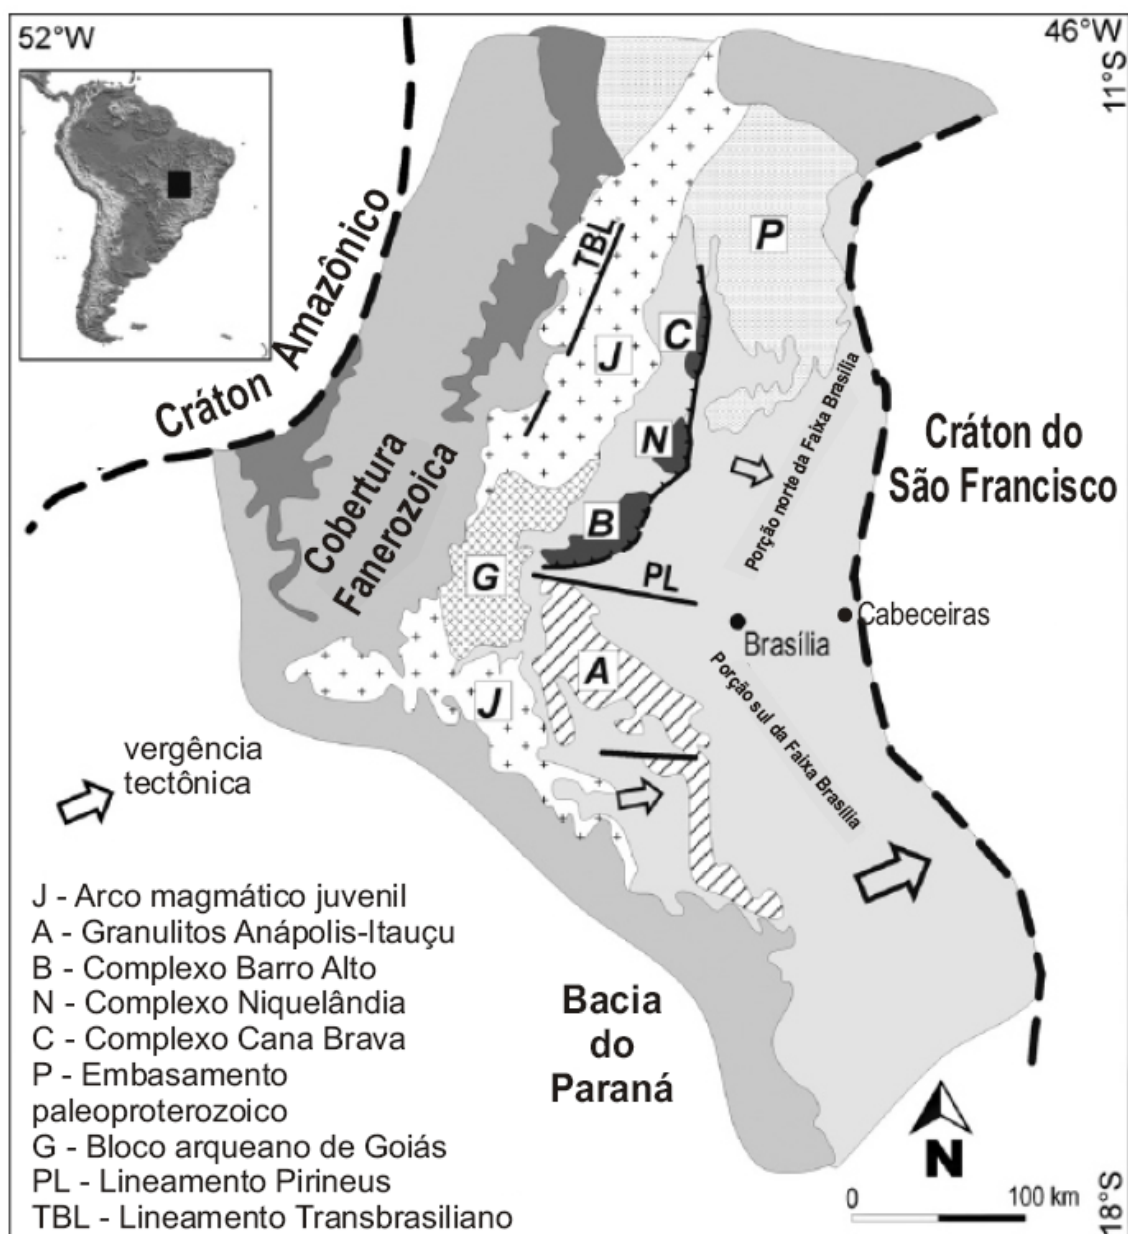 52°W
46°W
11°S
Cráton Amazônico
TBL
P
C
J
N
Cráton do
São Francisco
Cobertura
Fanerozoica
Porção norte da Faixa Brasília
B
G
PL
Cabeceiras
Brasília
A
Porção sul da Faixa Brasília
J
vergência
tectônica
J - Arco magmático juvenil
A - Granulitos Anápolis-Itauçu
B - Complexo Barro Alto
N - Complexo Niquelândia
C - Complexo Cana Brava
P - Embasamento
paleoproterozoico
G - Bloco arqueano de Goiás
PL - Lineamento Pirineus
TBL - Lineamento Transbrasiliano
Bacia
do
Paraná
N
0 100 km
18°S